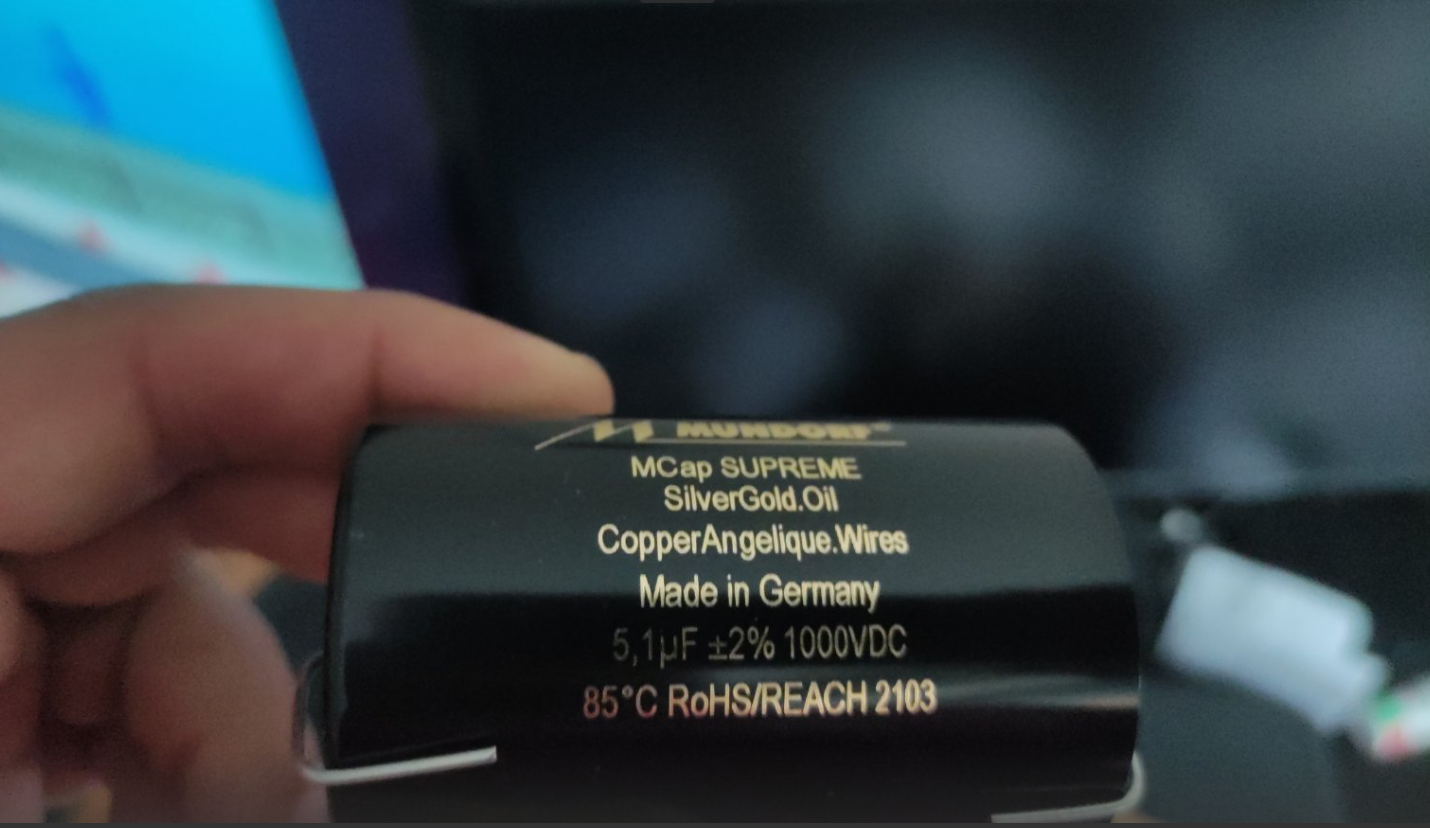 MUNDORF®
MCap SUPREME
SilverGold.Oil
CopperAngelique.Wires
Made in Germany
5,1µF ±2% 1000VDC
85°C RoHS/REACH 2103